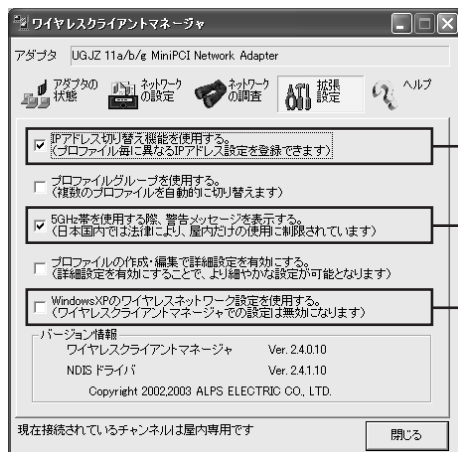 ワイヤレスクライアントマネージャ
アダプタ UGJZ 11a/b/g MiniPCI Network Adapter
アダプタの状態
ネットワークの設定
ネットワークの調査
拡張設定
ヘルプ
IPアドレス切り替え機能を使用する。
(プロファイル毎に異なるIPアドレス設定を登録できます)
プロファイルグループを使用する。
(複数のプロファイルを自動的に切り替えます)
5GHz帯を使用する際、警告メッセージを表示する。
(日本国内では法律により、屋内だけの使用に制限されています)
プロファイルの作成・編集で詳細設定を有効にする。
(詳細設定を有効にすることで、より細やかな設定が可能となります)
WindowsXPのワイヤレスネットワーク設定を使用する。
(ワイヤレスクライアントマネージャでの設定は無効になります)
バージョン情報
ワイヤレスクライアントマネージャ Ver. 2.4.0.10
NDIS ドライバ Ver. 2.4.1.10
Copyright 2002,2003 ALPS ELECTRIC CO., LTD.
現在接続されているチャンネルは屋内専用です
閉じる